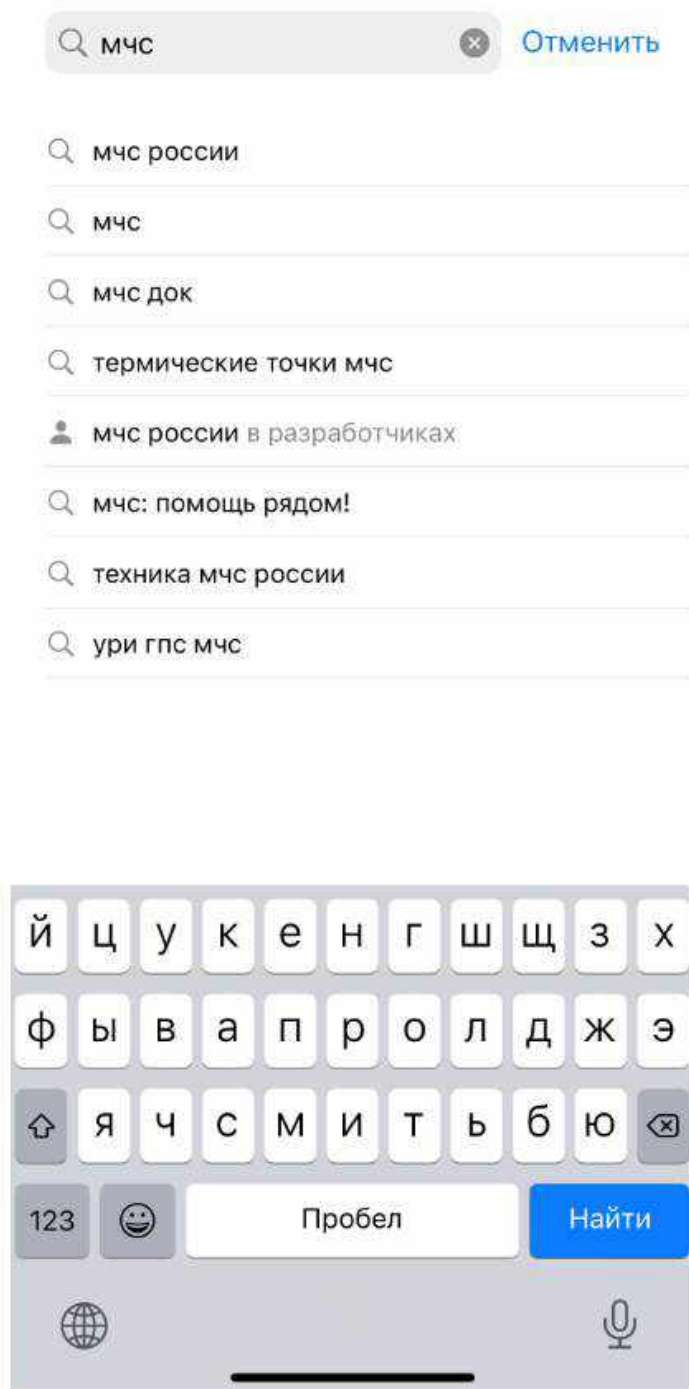 мчс Отменить
мчс россии
мчс
мчс док
термические точки мчс
мчс россии в разработчиках
мчс: помощь рядом!
техника мчс россии
ури гпс мчс
й ц у к е н г ш щ з х
ф ы в а п р о л д ж э
я ч с м и т ь б ю
123 Пробел Найти